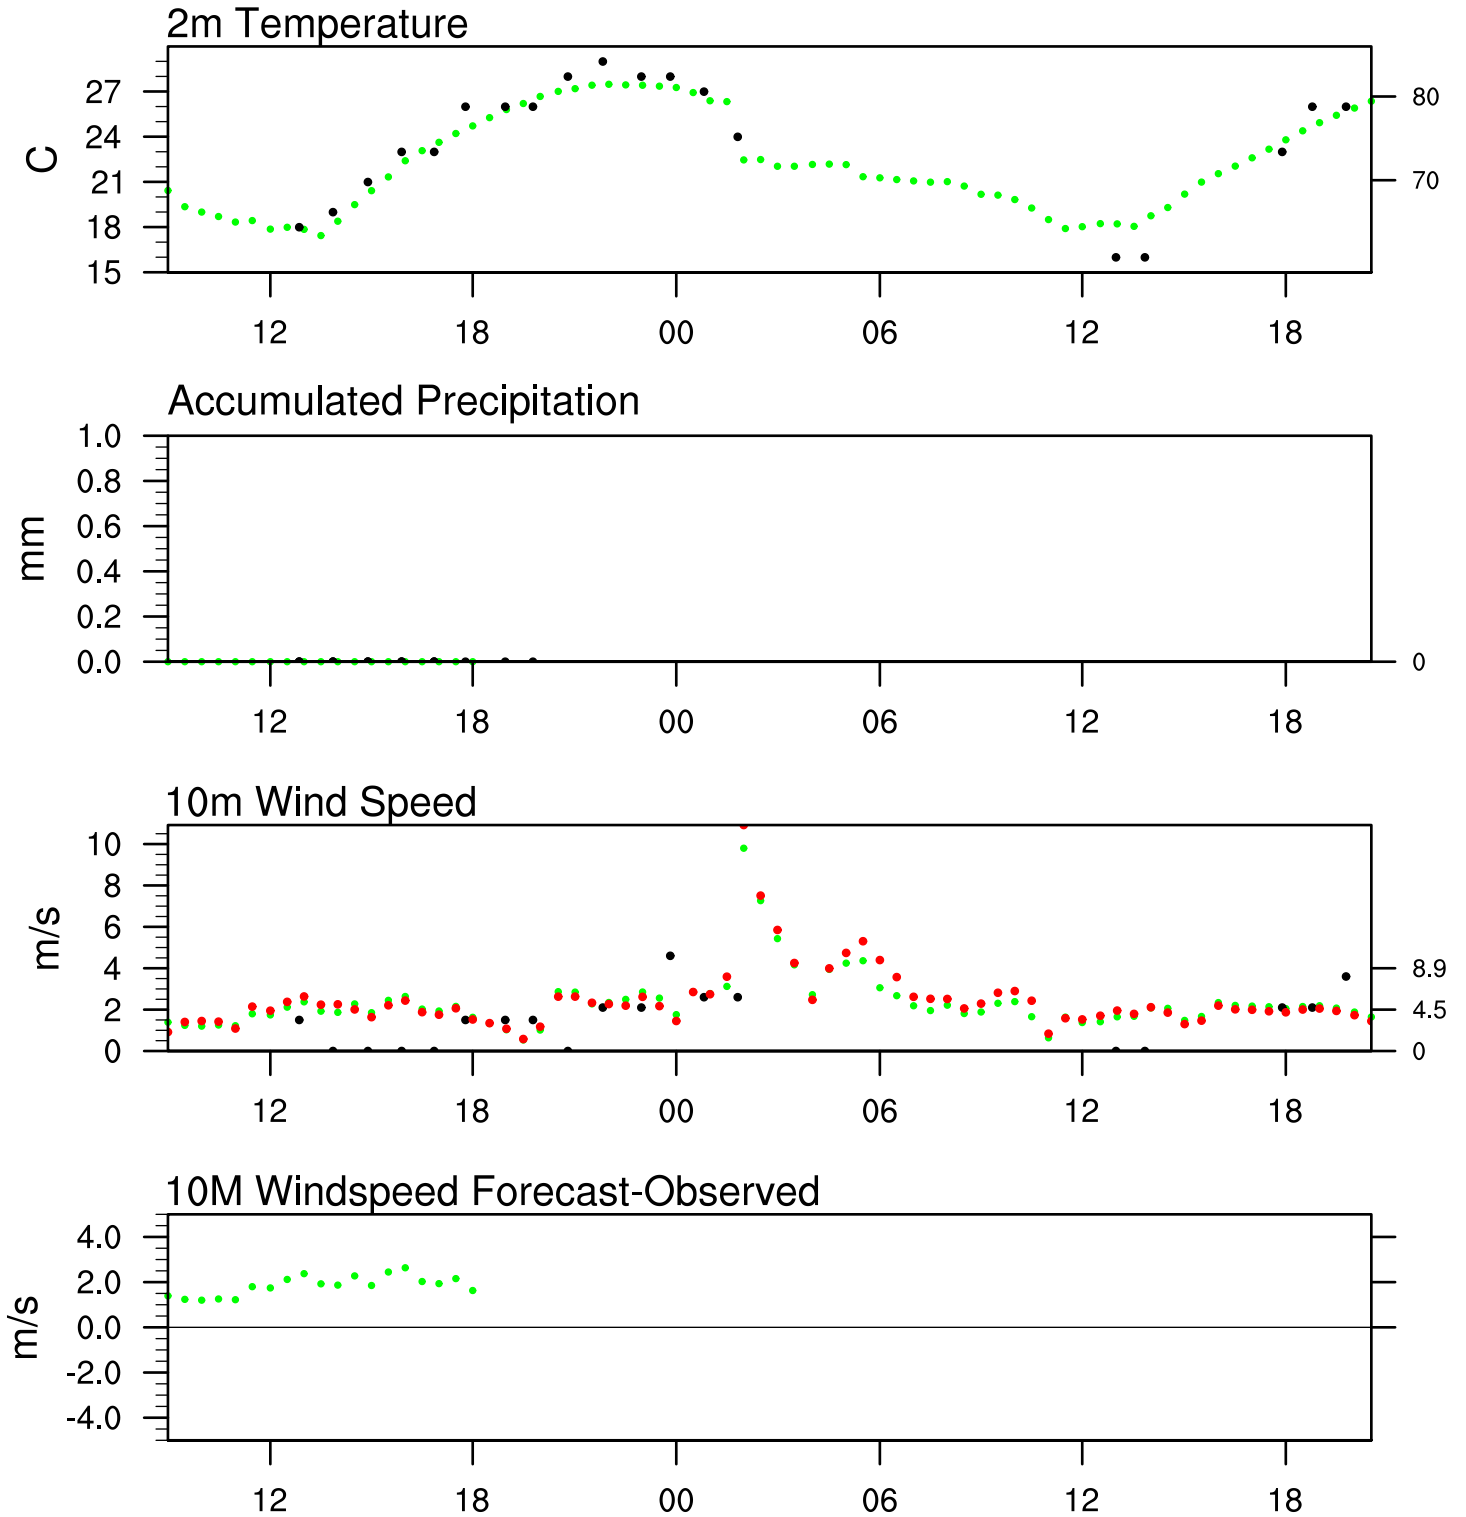 2m Temperature
27
24
21
18
15
C
80
70
12 18 00 06 12 18
Accumulated Precipitation
1.0
0.8
0.6
0.4
0.2
0.0
mm
0
12 18 00 06 12 18
10m Wind Speed
10
8
6
4
2
0
m/s
8.9
4.5
0
12 18 00 06 12 18
10M Windspeed Forecast-Observed
4.0
2.0
0.0
-2.0
-4.0
m/s
12 18 00 06 12 18